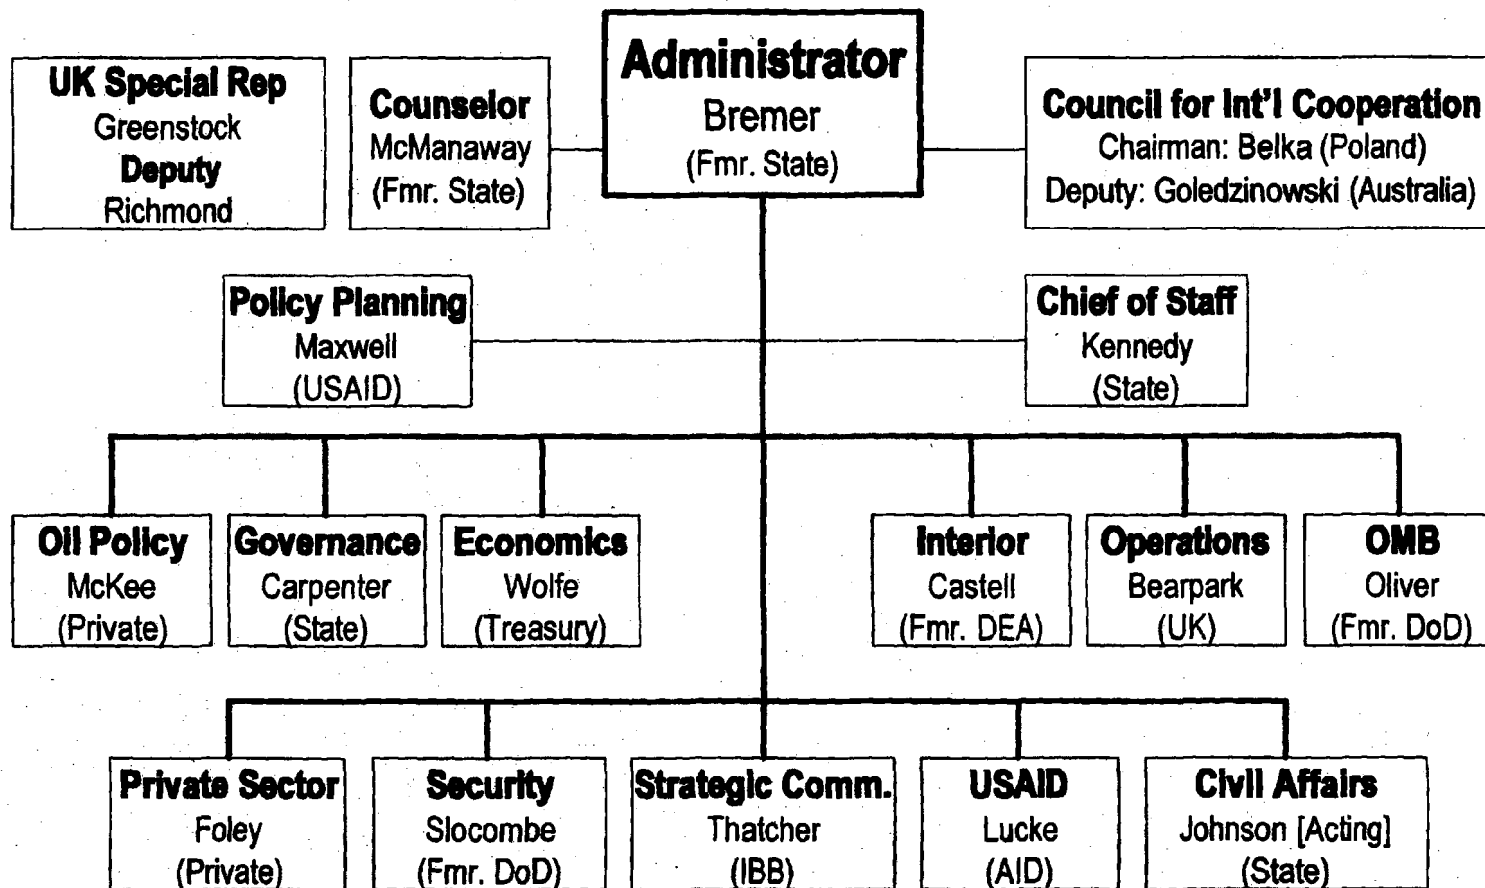 Administrator
Bremer
(Fmr. State)
UK Special Rep
Greenstock
Deputy
Richmond
Counselor
McManaway
(Fmr. State)
Council for Int'l Cooperation
Chairman: Belka (Poland)
Deputy: Goledzinowski (Australia)
Policy Planning
Maxwell
(USAID)
Chief of Staff
Kennedy
(State)
Oil Policy
McKee
(Private)
Governance
Carpenter
(State)
Economics
Wolfe
(Treasury)
Interior
Castell
(Fmr. DEA)
Operations
Bearpark
(UK)
OMB
Oliver
(Fmr. DoD)
Private Sector
Foley
(Private)
Security
Slocombe
(Fmr. DoD)
Strategic Comm.
Thatcher
(IBB)
USAID
Lucke
(AID)
Civil Affairs
Johnson [Acting]
(State)